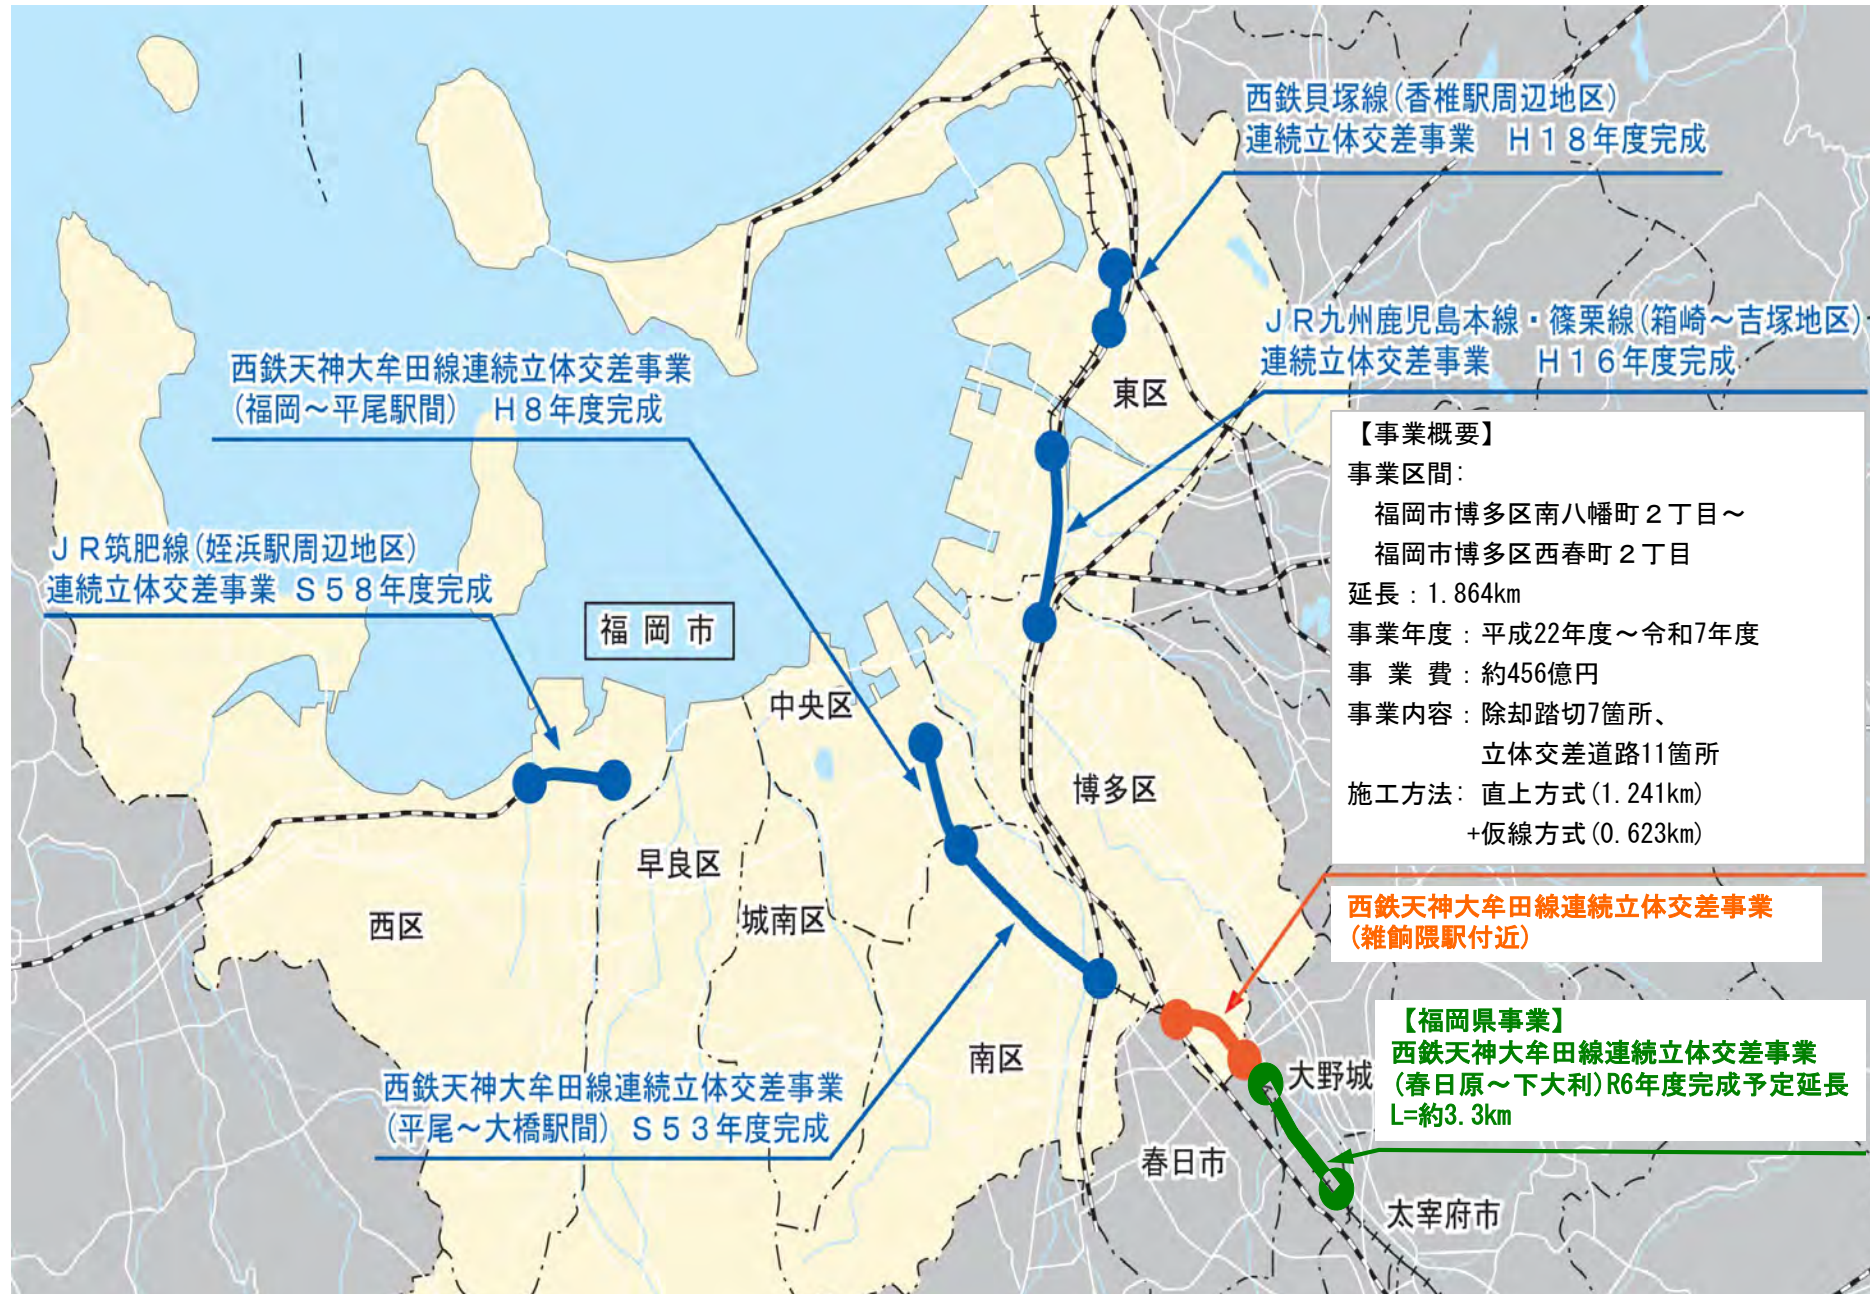 西鉄貝塚線(香椎駅周辺地区)
連続立体交差事業 Ｈ１８年度完成
ＪＲ九州鹿児島本線・篠栗線(箱崎～吉塚地区)
連続立体交差事業 Ｈ１６年度完成
西鉄天神大牟田線連続立体交差事業
(福岡～平尾駅間) Ｈ８年度完成
東区
【事業概要】
事業区間：
福岡市博多区南八幡町２丁目～
福岡市博多区西春町２丁目
延長：1.864km
事業年度：平成22年度～令和7年度
事業費：約456億円
事業内容：除却踏切7箇所、
立体交差道路11箇所
施工方法：直上方式(1.241km)
+仮線方式(0.623km)
ＪＲ筑肥線(姪浜駅周辺地区)
連続立体交差事業 Ｓ５８年度完成
福岡市
中央区
博多区
早良区
城南区
西区
西鉄天神大牟田線連続立体交差事業
(雑餉隈駅付近)
南区
【福岡県事業】
西鉄天神大牟田線連続立体交差事業
(春日原～下大利)R6年度完成予定延長
L=約3.3km
大野城
西鉄天神大牟田線連続立体交差事業
(平尾～大橋駅間) Ｓ５３年度完成
春日市
太宰府市